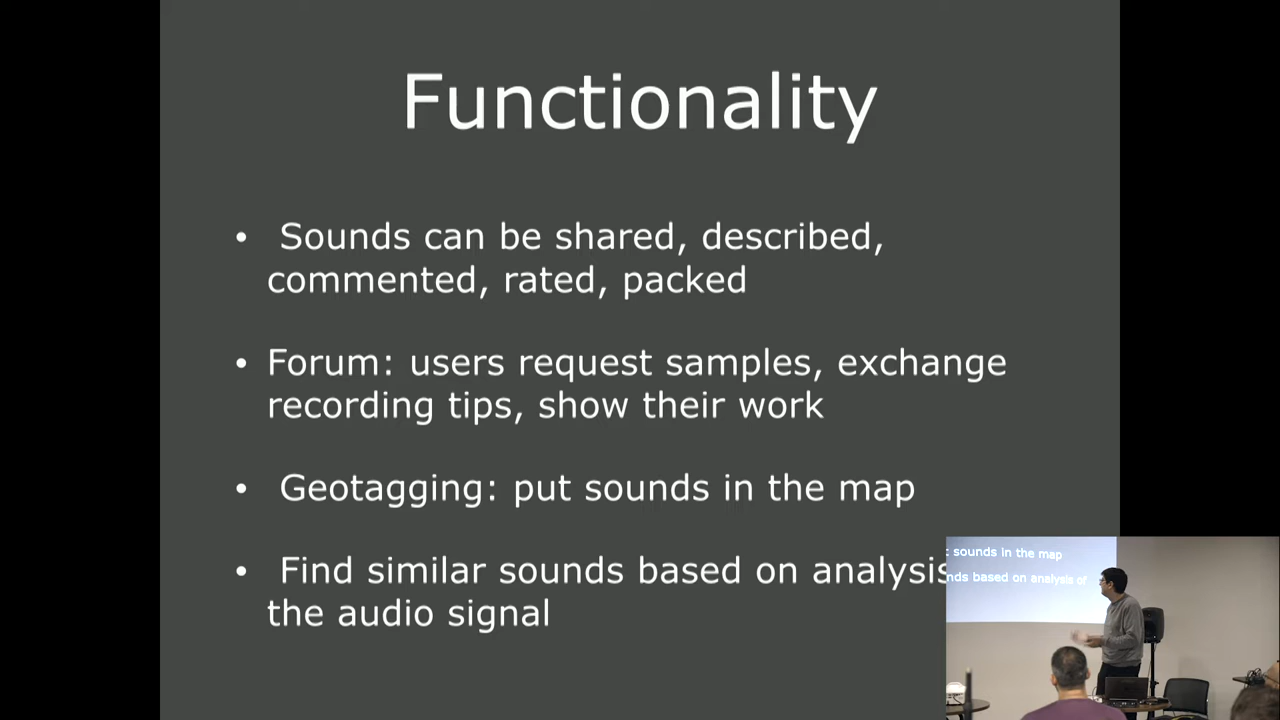 Functionality
• Sounds can be shared, described,
commented, rated, packed
• Forum: users request samples, exchange
recording tips, show their work
• Geotagging: put sounds in the map
• Find similar sounds based on analysis
the audio signal
: sounds in the map
nds based on analysis of